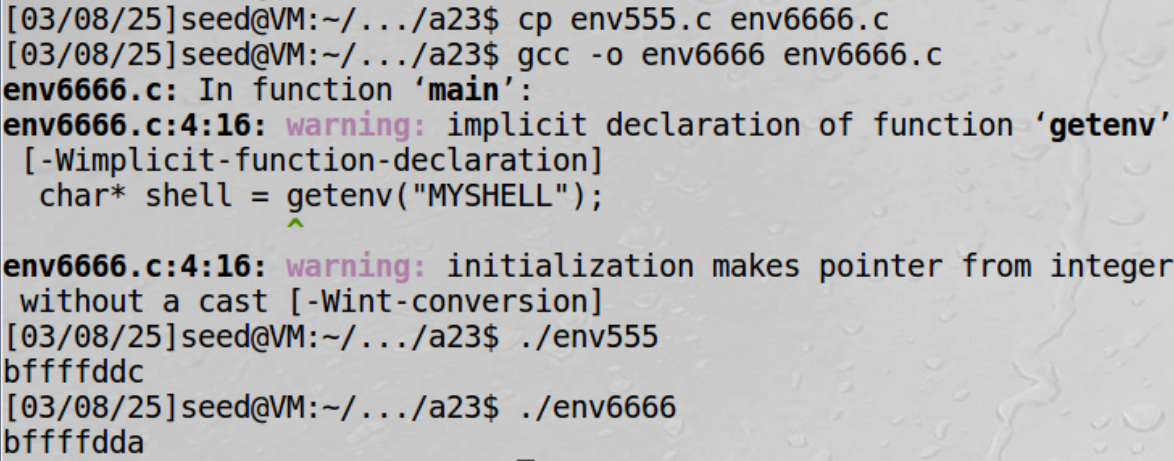 [03/08/25]seed@VM:~/.../a23$ cp env555.c env6666.c
[03/08/25]seed@VM:~/.../a23$ gcc -o env6666 env6666.c
env6666.c: In function ‘main’:
env6666.c:4:16: warning: implicit declaration of function ‘getenv’
 [-Wimplicit-function-declaration]
  char* shell = getenv("MYSHELL");
                ^
env6666.c:4:16: warning: initialization makes pointer from integer
 without a cast [-Wint-conversion]
[03/08/25]seed@VM:~/.../a23$ ./env555
bffffddc
[03/08/25]seed@VM:~/.../a23$ ./env6666
bffffdda